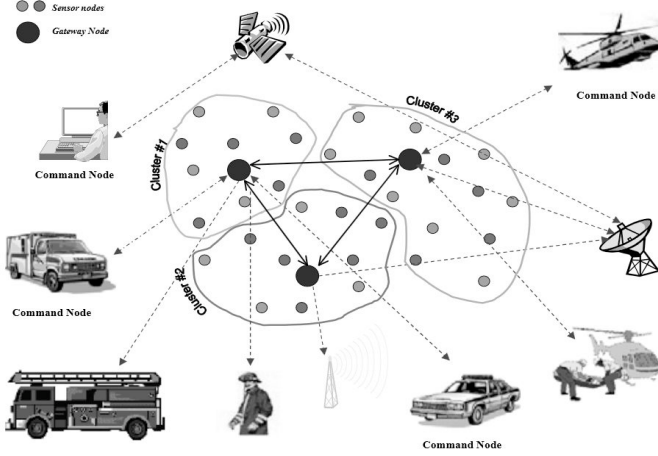 Sensor nodes
Gateway Node
Cluster #1
Cluster #3
Command Node
Command Node
Command Node
Cluster #2
Command Node